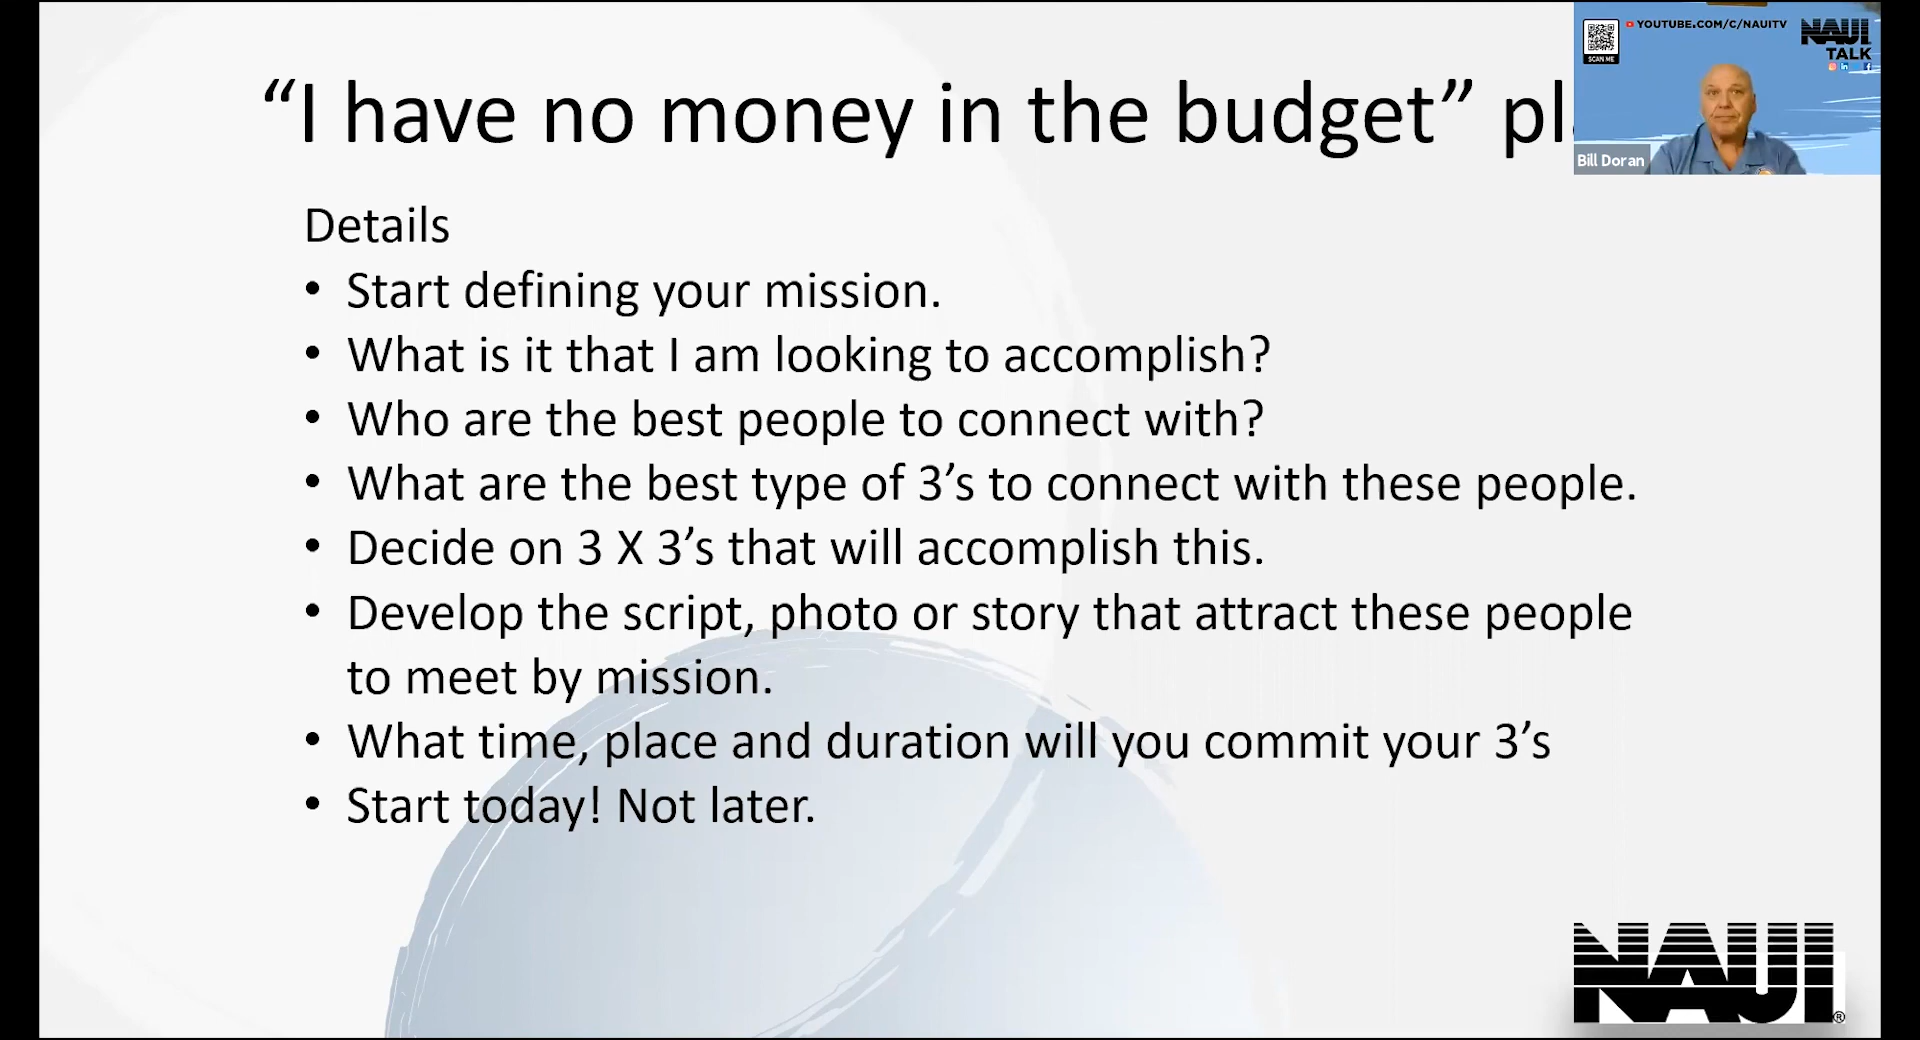 “I have no money in the budget”
YOUTUBE.COM/C/NAUITV
NAUI
TALK
SCAN ME
Bill Doran
Details
• Start defining your mission.
• What is it that I am looking to accomplish?
• Who are the best people to connect with?
• What are the best type of 3’s to connect with these people.
• Decide on 3 X 3’s that will accomplish this.
• Develop the script, photo or story that attract these people
to meet by mission.
• What time, place and duration will you commit your 3’s
• Start today! Not later.
NAUI®